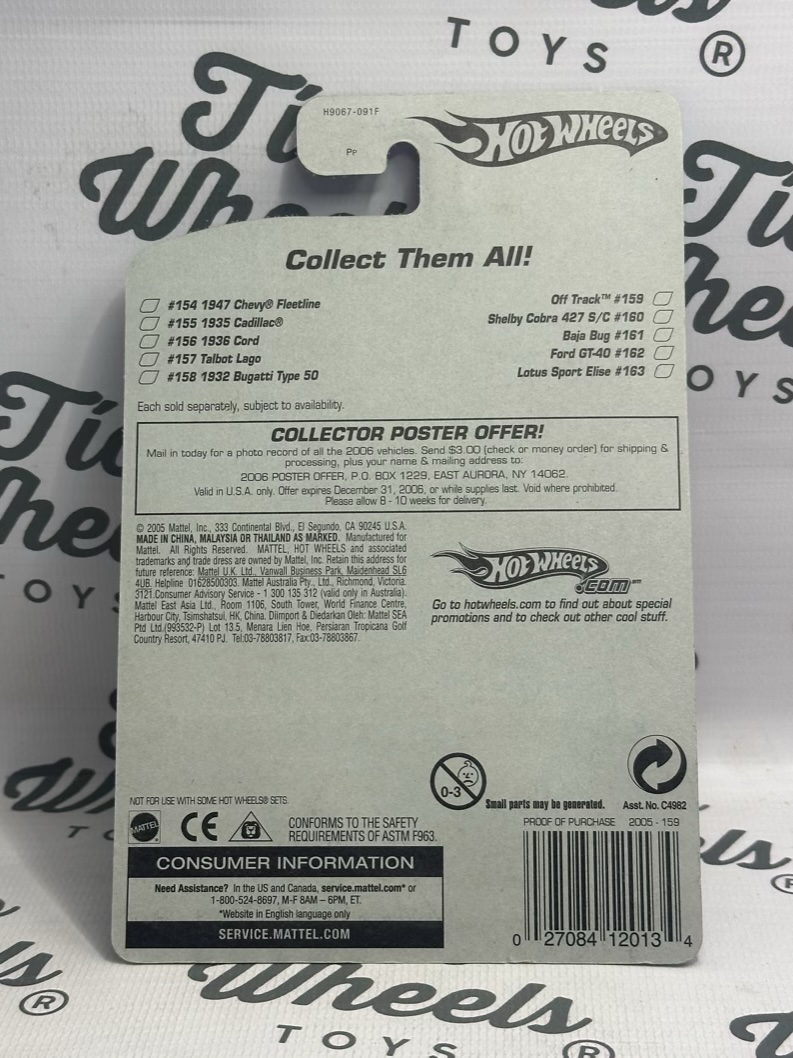 TOYS ®
H9067-091F
PP
HOT WHEELS
Collect Them All!
#154 1947 Chevy® Fleetline
#155 1935 Cadillac®
#156 1936 Cord
#157 Talbot Lago
#158 1932 Bugatti Type 50
Off Track™ #159
Shelby Cobra 427 S/C #160
Baja Bug #161
Ford GT-40 #162
Lotus Sport Elise #163
Each sold separately, subject to availability.
COLLECTOR POSTER OFFER!
Mail in today for a photo record of all the 2006 vehicles. Send $3.00 (check or money order) for shipping &
processing, plus your name & mailing address to:
2006 POSTER OFFER, P.O. BOX 1229, EAST AURORA, NY 14062.
Valid in U.S.A. only. Offer expires December 31, 2006, or while supplies last. Void where prohibited.
Please allow 8 - 10 weeks for delivery.
© 2005 Mattel, Inc., 333 Continental Blvd., El Segundo, CA 90245 U.S.A.
MADE IN CHINA, MALAYSIA OR THAILAND AS MARKED. Manufactured for
Mattel. All Rights Reserved. MATTEL, HOT WHEELS and associated
trademarks and trade dress are owned by Mattel, Inc. Retain this address for
future reference: Mattel U.K. Ltd., Vanwall Business Park, Maidenhead SL6
4UB. Helpline 01628500303. Mattel Australia Pty., Ltd., Richmond, Victoria.
3121.Consumer Advisory Service - 1 300 135 312 (valid only in Australia).
Mattel East Asia Ltd., Room 1106, South Tower, World Finance Centre,
Harbour City, Tsimshatsui, HK, China. Diimport & Diedarkan Oleh: Mattel SEA
Ptd Ltd.(993532-P) Lot 13.5, Menara Lien Hoe, Persiaran Tropicana Golf
Country Resort, 47410 PJ. Tel:03-78803817, Fax:03-78803867.
HOT WHEELS
.COM™
Go to hotwheels.com to find out about special
promotions and to check out other cool stuff.
0-3
Small parts may be generated.
Asst. No. C4982
NOT FOR USE WITH SOME HOT WHEELS® SETS.
MATTEL
CE
CONFORMS TO THE SAFETY
REQUIREMENTS OF ASTM F963.
PROOF OF PURCHASE 2005 - 159
CONSUMER INFORMATION
Need Assistance? In the US and Canada, service.mattel.com* or
1-800-524-8697, M-F 8AM – 6PM, ET.
*Website in English language only
SERVICE.MATTEL.COM
0 27084 12013 4
Wheels
TOYS ®